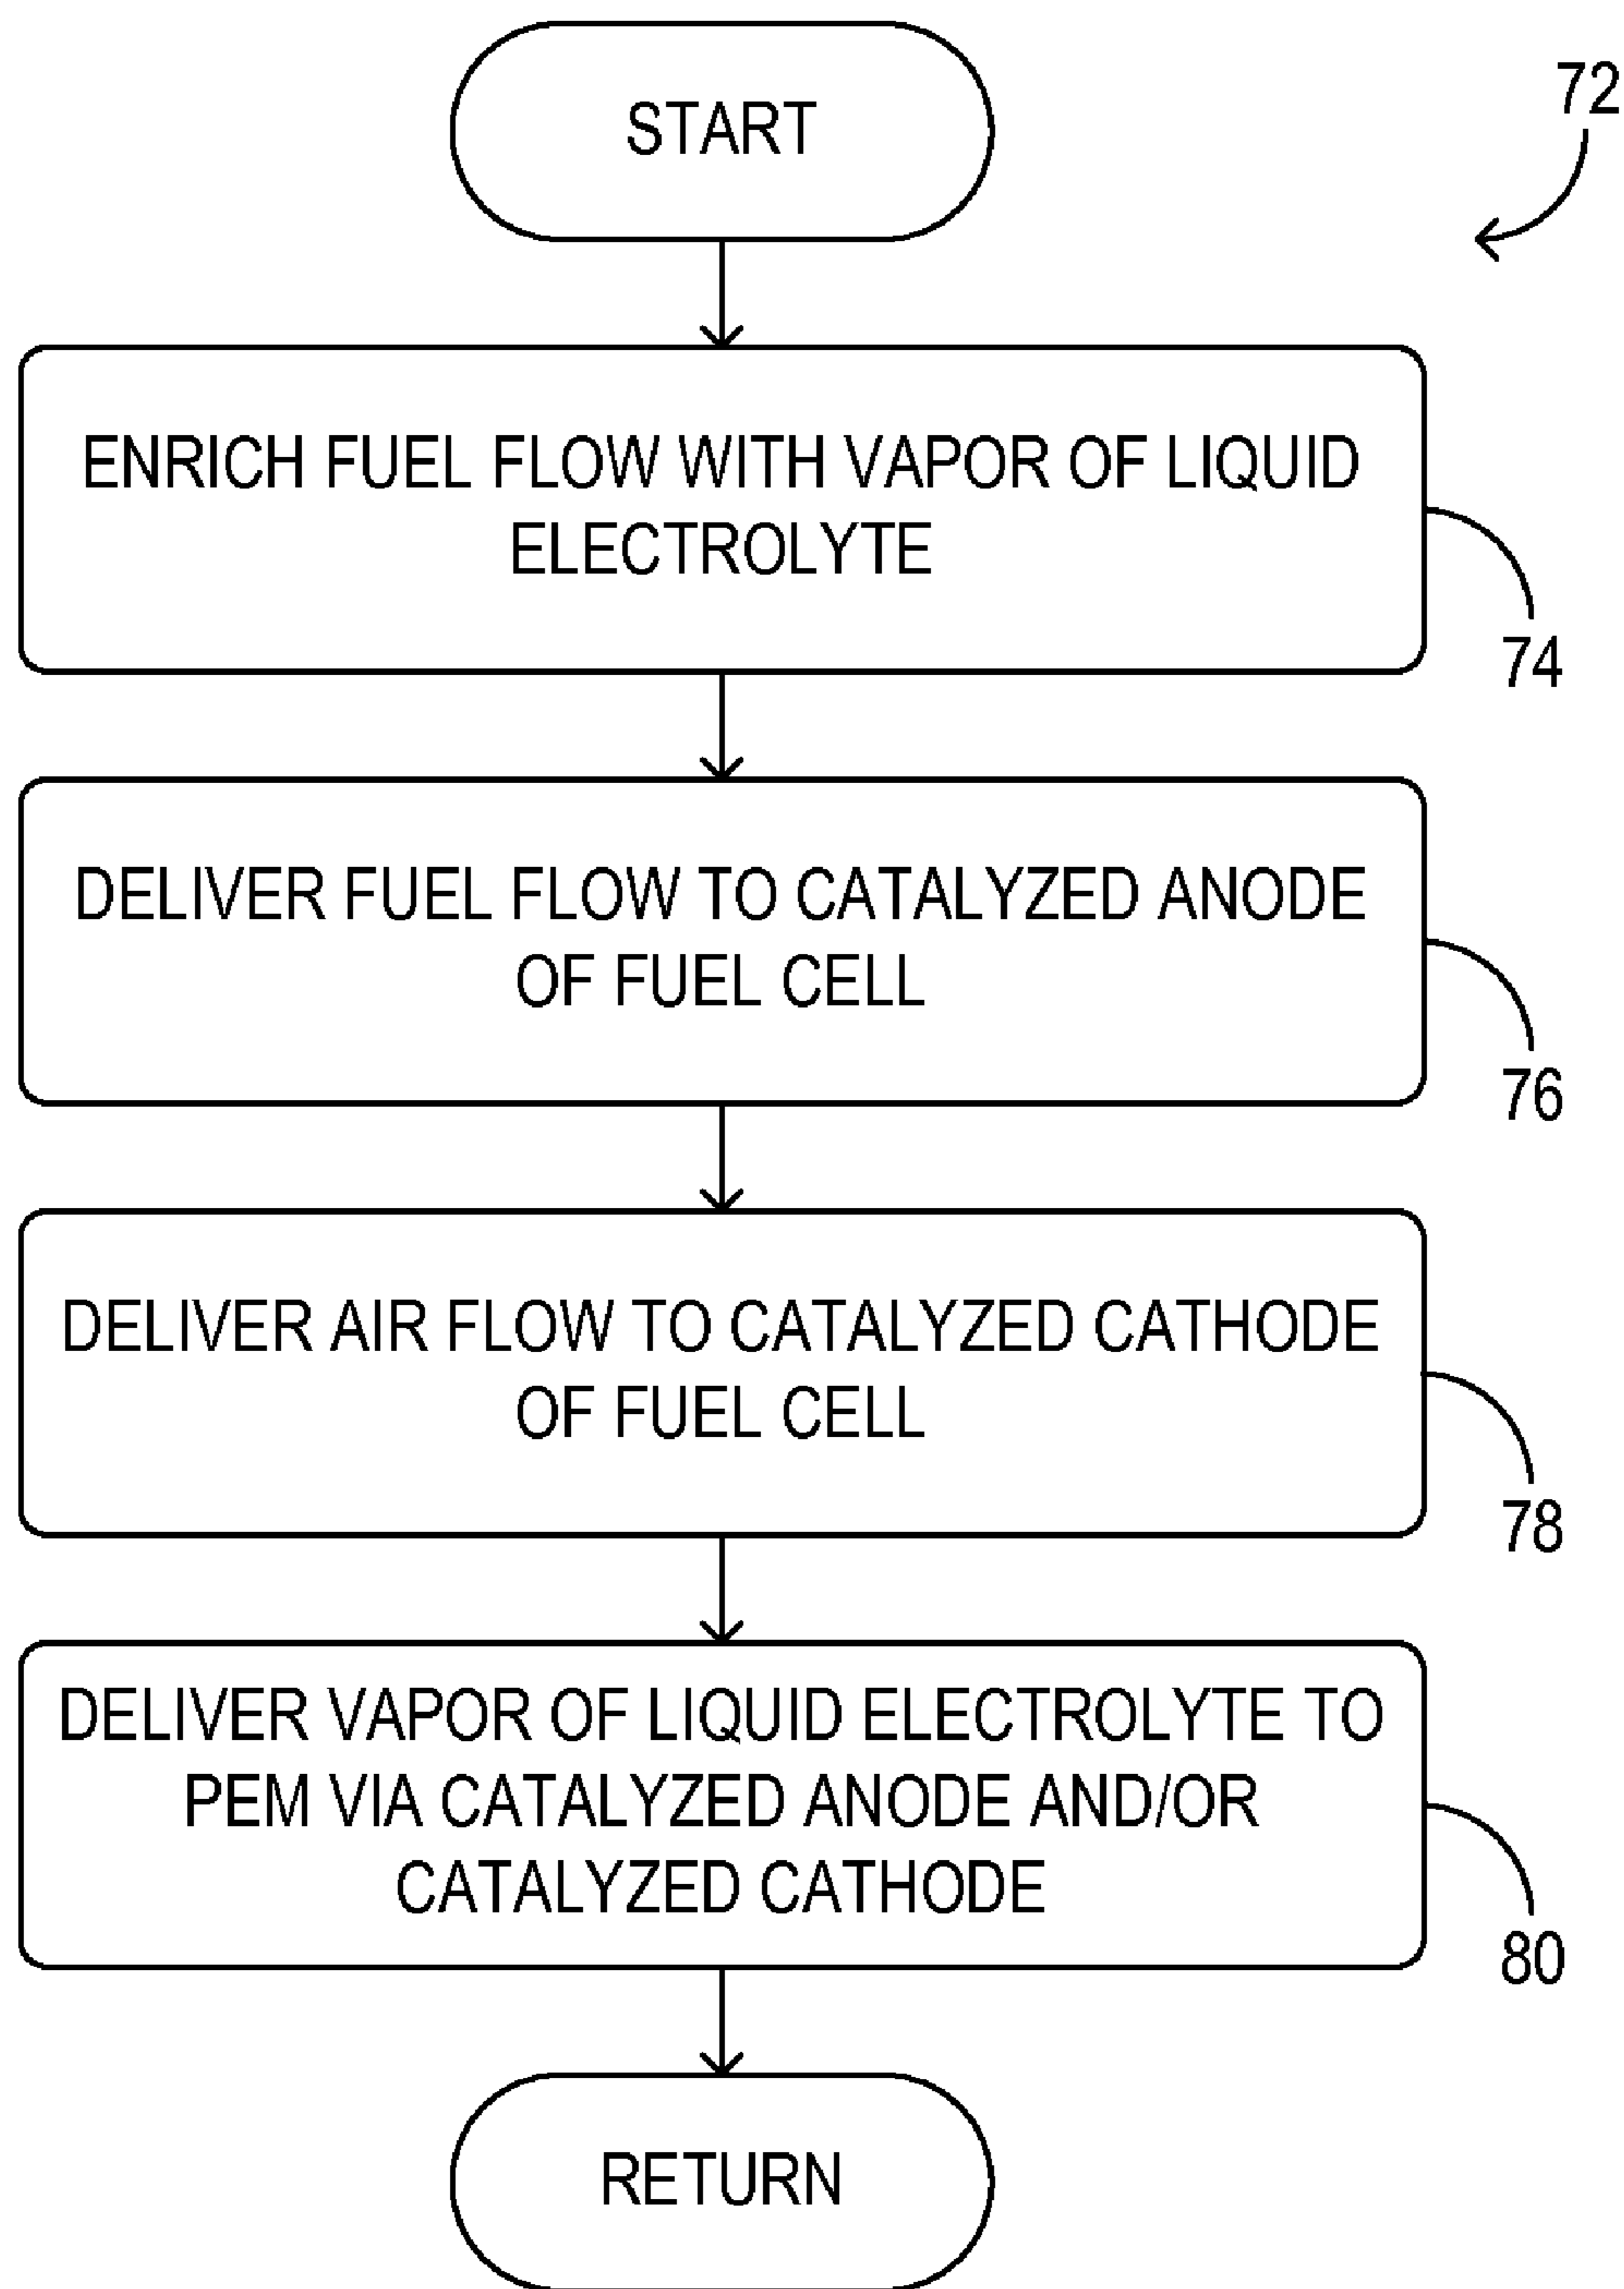 START
72
ENRICH FUEL FLOW WITH VAPOR OF LIQUID
ELECTROLYTE
74
DELIVER FUEL FLOW TO CATALYZED ANODE
OF FUEL CELL
76
DELIVER AIR FLOW TO CATALYZED CATHODE
OF FUEL CELL
78
DELIVER VAPOR OF LIQUID ELECTROLYTE TO
PEM VIA CATALYZED ANODE AND/OR
CATALYZED CATHODE
80
RETURN